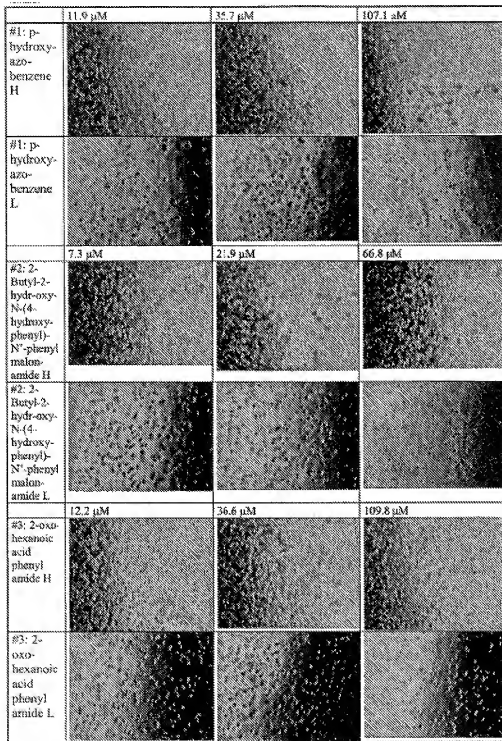 11.9 µM 35.7 µM 107.1 µM
#1: p-
hydroxy-
azo-
benzene
H
#1: p-
hydroxy-
azo-
benzene
L
7.3 µM 21.9 µM 66.8 µM
#2: 2-
Butyl-2-
hydr-oxy-
N-(4-
hydroxy-
phenyl)-
N'-phenyl
malon-
amide H
#2: 2-
Butyl-2-
hydr-oxy-
N-(4-
hydroxy-
phenyl)-
N'-phenyl
malon-
amide L
12.2 µM 36.6 µM 109.8 µM
#3: 2-oxo-
hexanoic
acid
phenyl
amide H
#3: 2-
oxo-
hexanoic
acid
phenyl
amide L